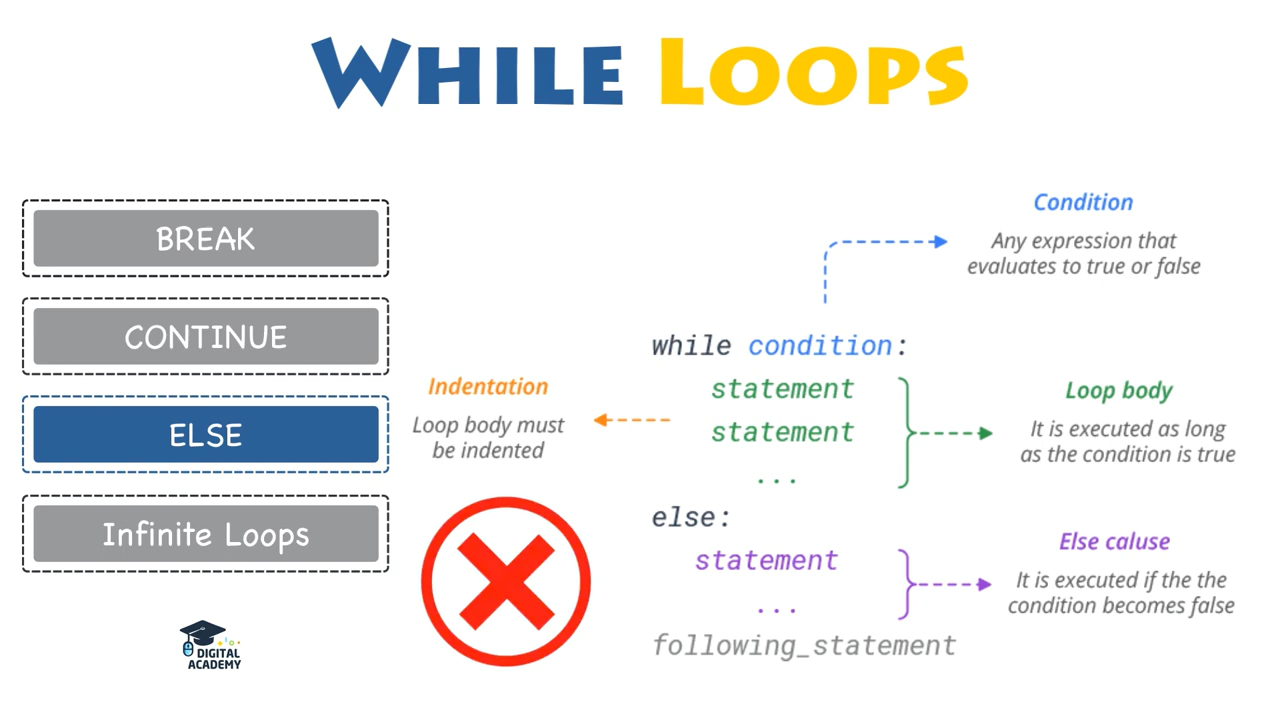 WHILE LOOPS
BREAK
CONTINUE
ELSE
Infinite Loops
DIGITAL
ACADEMY
Indentation
Loop body must
be indented
Condition
Any expression that
evaluates to true or false
while condition:
statement
statement
...
else:
statement
...
following_statement
Loop body
It is executed as long
as the condition is true
Else caluse
It is executed if the the
condition becomes false